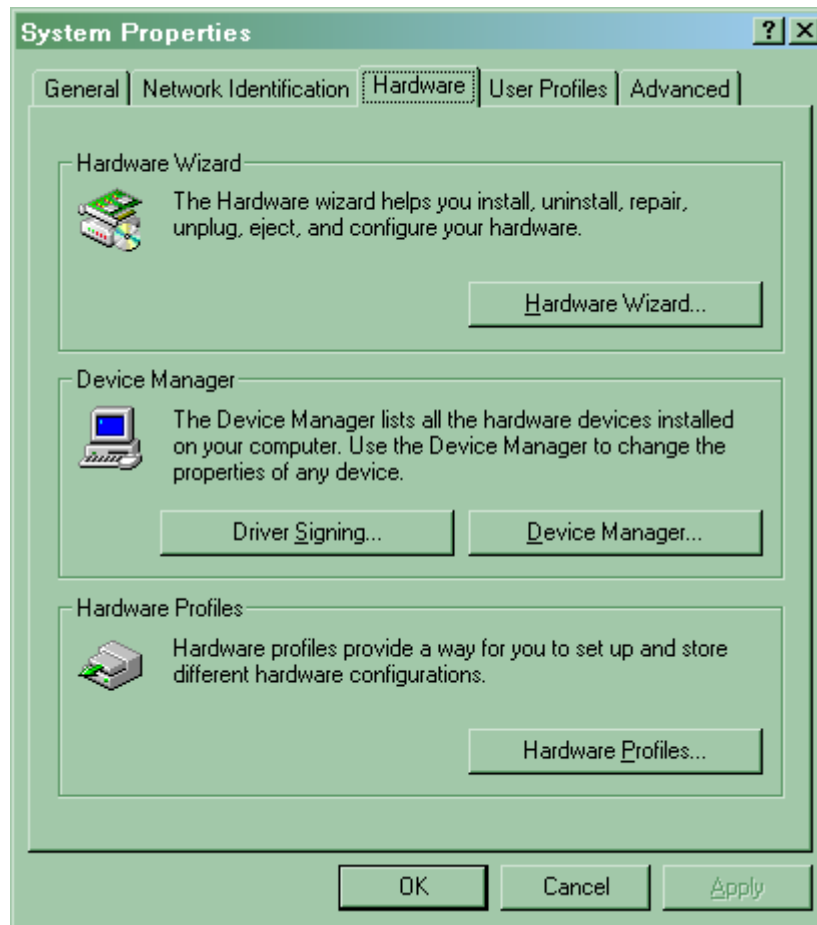 System Properties
General Network Identification Hardware User Profiles Advanced
Hardware Wizard
The Hardware wizard helps you install, uninstall, repair,
unplug, eject, and configure your hardware.
Hardware Wizard...
Device Manager
The Device Manager lists all the hardware devices installed
on your computer. Use the Device Manager to change the
properties of any device.
Driver Signing... Device Manager...
Hardware Profiles
Hardware profiles provide a way for you to set up and store
different hardware configurations.
Hardware Profiles...
OK Cancel Apply